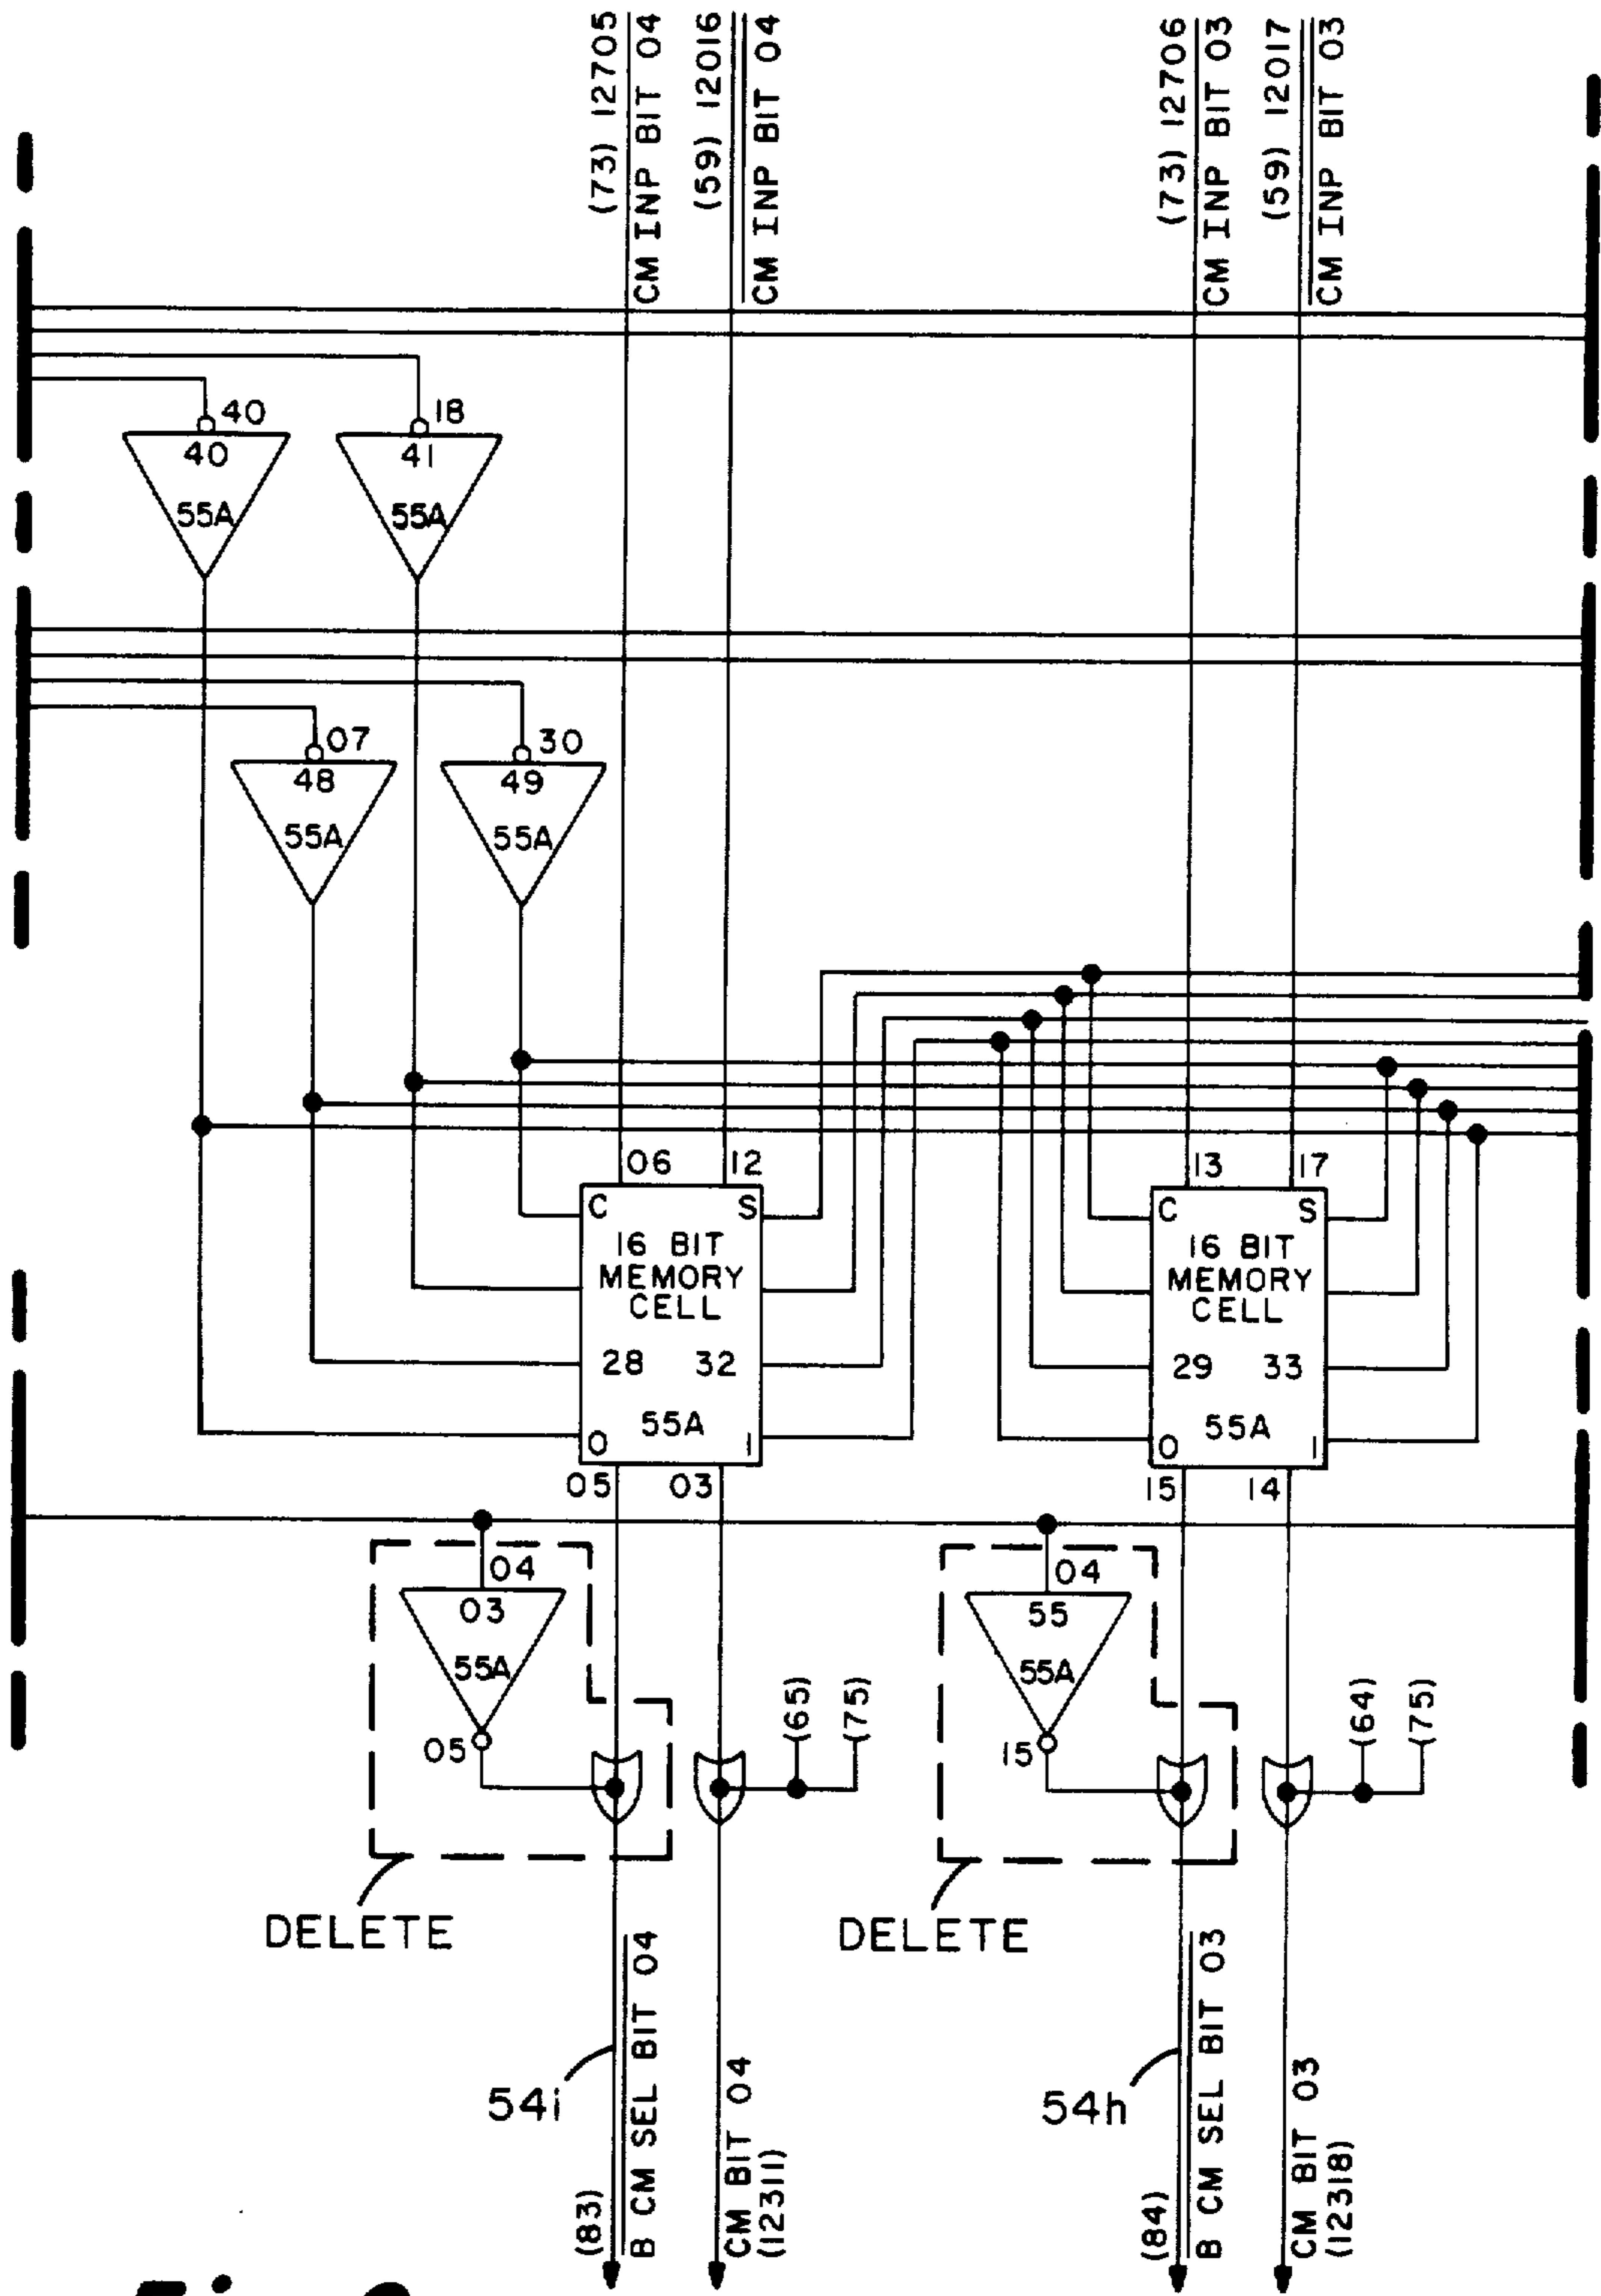 (73) 12705
CM INP BIT 04
(59) 12016
CM INP BIT 04
(73) 12706
CM INP BIT 03
(59) 12017
CM INP BIT 03
40
40
55A
18
41
55A
07
48
55A
30
49
55A
06
12
C
S
16 BIT
MEMORY
CELL
28
32
55A
0
1
05
03
13
17
C
S
16 BIT
MEMORY
CELL
29
33
55A
0
1
15
14
04
03
55A
05
(65)
(75)
04
55
55A
15
(64)
(75)
DELETE
DELETE
54i
54h
(83)
B CM SEL BIT 04
CM BIT 04
(12311)
(84)
B CM SEL BIT 03
CM BIT 03
(12318)